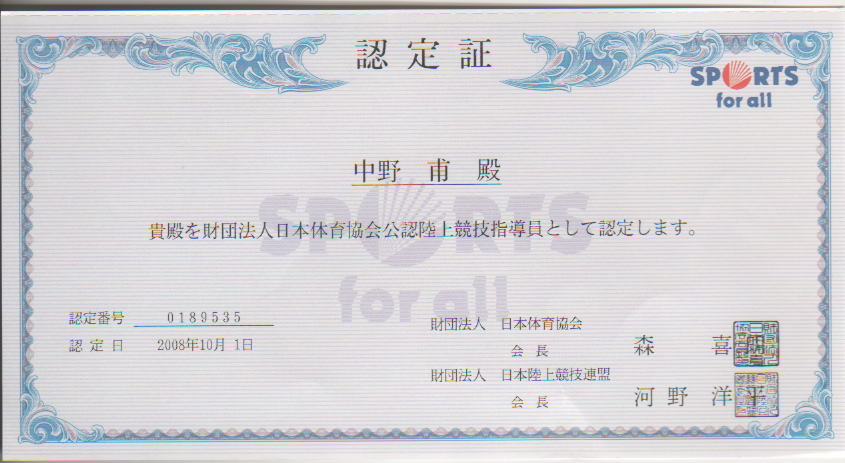 認定証
SPORTS
for all
中野 甫 殿
貴殿を財団法人日本体育協会公認陸上競技指導員として認定します。
認定番号 0189535
認定日 2008年10月 1日
財団法人 日本体育協会
会長 森 喜朗
財団法人 日本陸上競技連盟
会長 河野洋平
SPORTS
for all